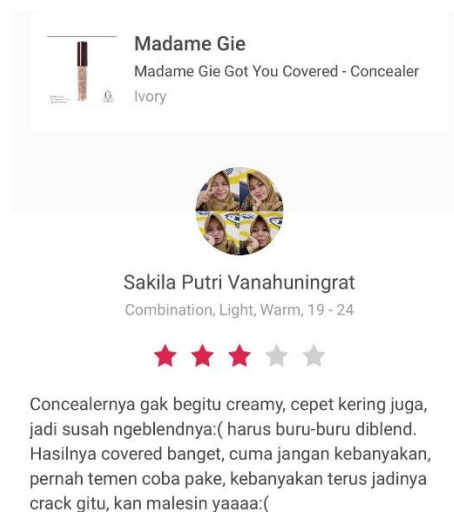 Madame Gie
Madame Gie Got You Covered - Concealer
Ivory
Sakila Putri Vanahuningrat
Combination, Light, Warm, 19 - 24
Concealernya gak begitu creamy, cepet kering juga,
jadi susah ngeblendnya:( harus buru-buru diblend.
Hasilnya covered banget, cuma jangan kebanyakan,
pernah temen coba pake, kebanyakan terus jadinya
crack gitu, kan malesin yaaaa:(